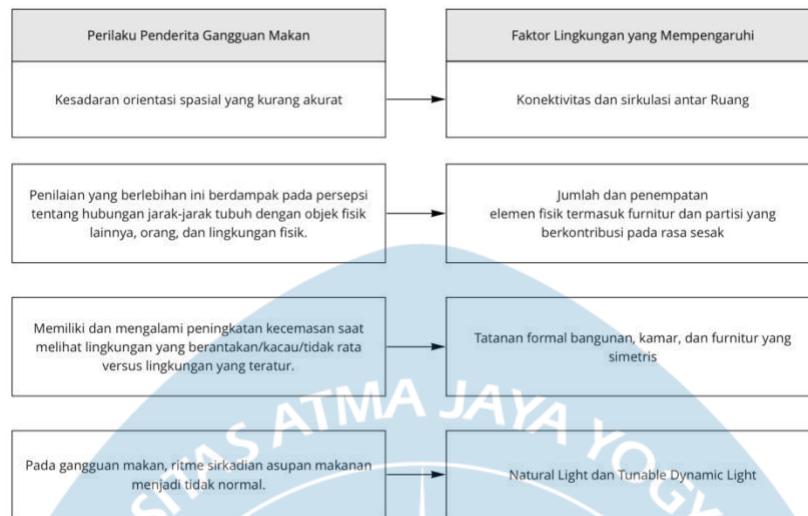 Perilaku Penderita Gangguan Makan
Faktor Lingkungan yang Mempengaruhi
Kesadaran orientasi spasial yang kurang akurat
Konektivitas dan sirkulasi antar Ruang
Penilaian yang berlebihan ini berdampak pada persepsi
tentang hubungan jarak-jarak tubuh dengan objek fisik
lainnya, orang, dan lingkungan fisik.
Jumlah dan penempatan
elemen fisik termasuk furnitur dan partisi yang
berkontribusi pada rasa sesak
Memiliki dan mengalami peningkatan kecemasan saat
melihat lingkungan yang berantakan/kacau/tidak rata
versus lingkungan yang teratur.
Tatanan formal bangunan, kamar, dan furnitur yang
simetris
Pada gangguan makan, ritme sirkadian asupan makanan
menjadi tidak normal.
Natural Light dan Tunable Dynamic Light
SITAS ATMA JAYA YOGY